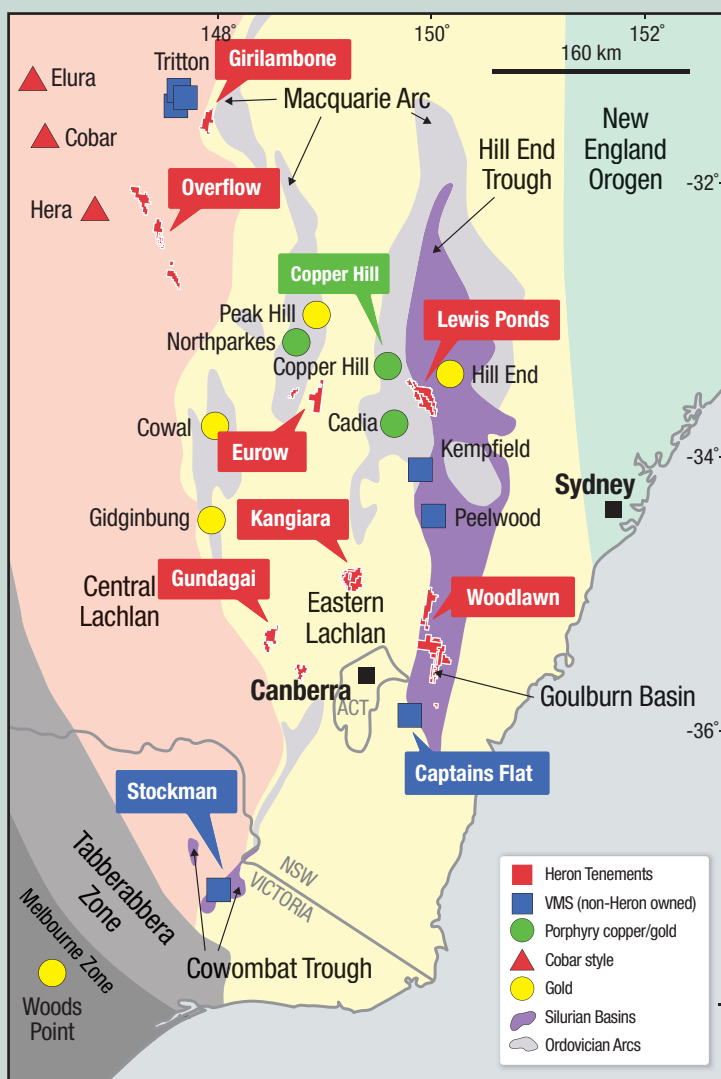 148°
150°
152°
160 km
Tritton
Girilambone
Elura
Macquarie Arc
Cobar
Hill End
Trough
New
England
Orogen
-32°
Overflow
Hera
Copper Hill
Peak Hill
Lewis Ponds
Northparkes
Copper Hill
Hill End
Cowal
Cadia
Eurow
Kempfield
-34°
Sydney
Gidginbung
Kangiara
Peelwood
Central
Lachlan
Gundagai
Eastern
Lachlan
Woodlawn
Canberra
ACT
Goulburn Basin
-36°
Captains Flat
Stockman
Tabberabbera
Zone
NSW
VICTORIA
Melbourne Zone
Cowombat Trough
Woods
Point
Heron Tenements
VMS (non-Heron owned)
Porphyry copper/gold
Cobar style
Gold
Silurian Basins
Ordovician Arcs